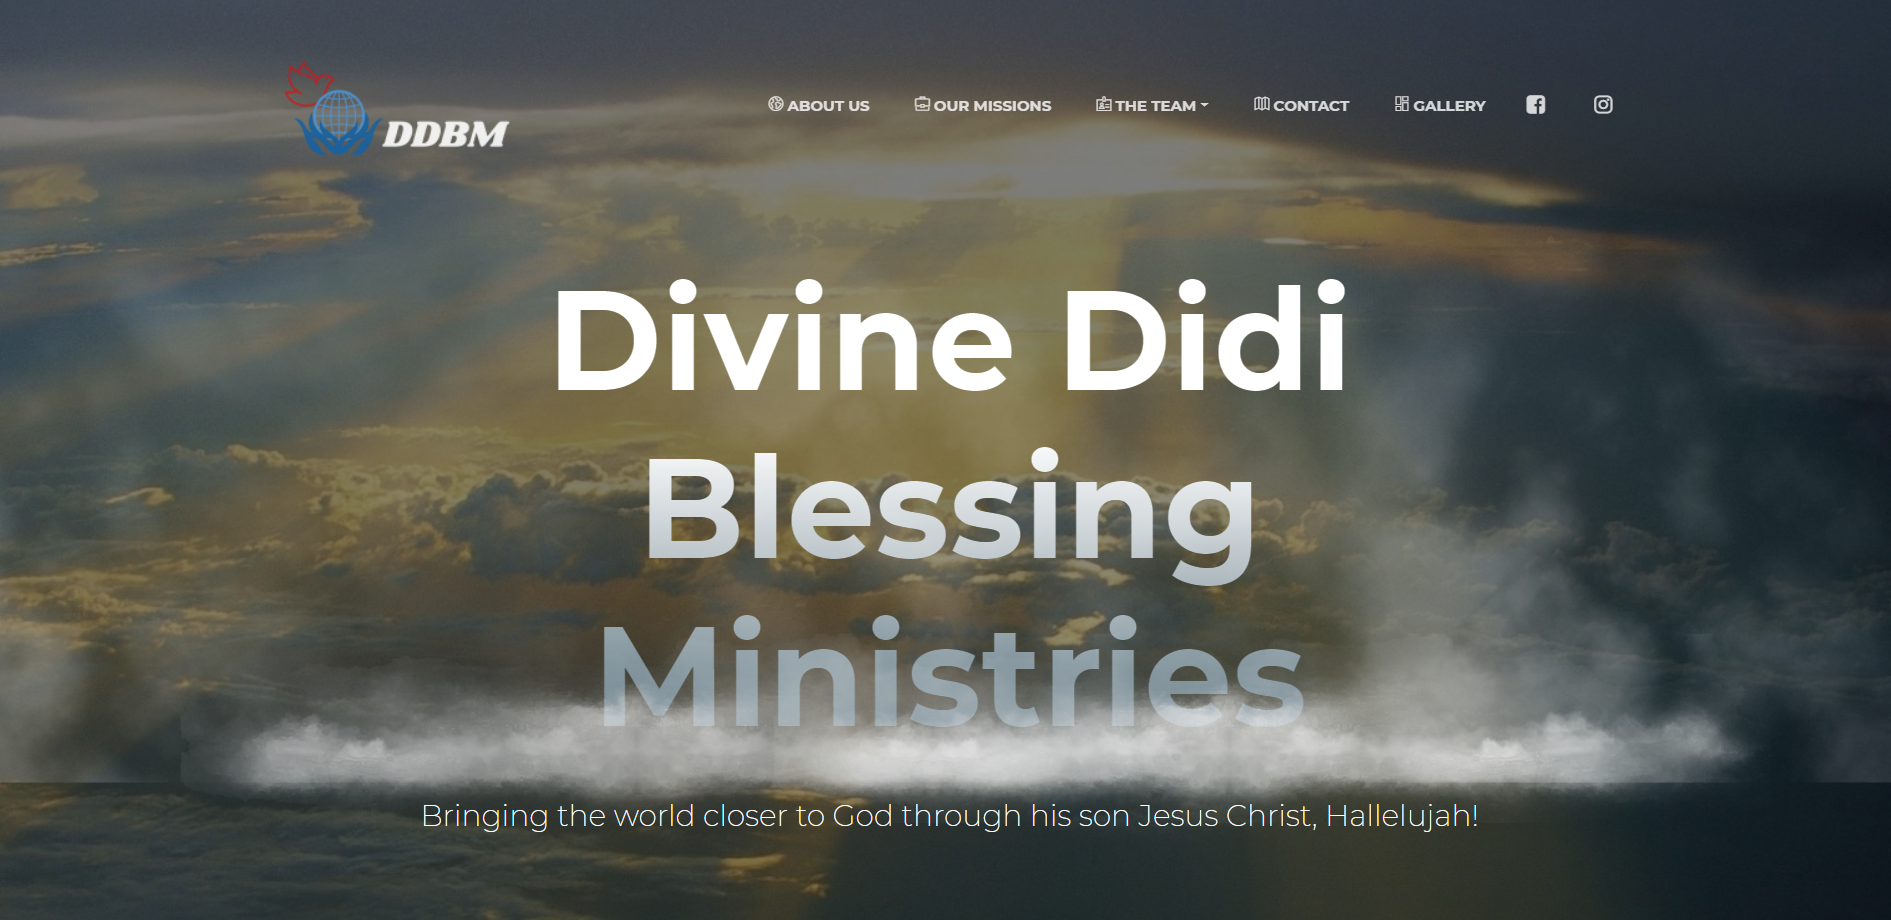 DDBM
ABOUT US
OUR MISSIONS
THE TEAM
CONTACT
GALLERY
Divine Didi
Blessing
Ministries
Bringing the world closer to God through his son Jesus Christ, Hallelujah!